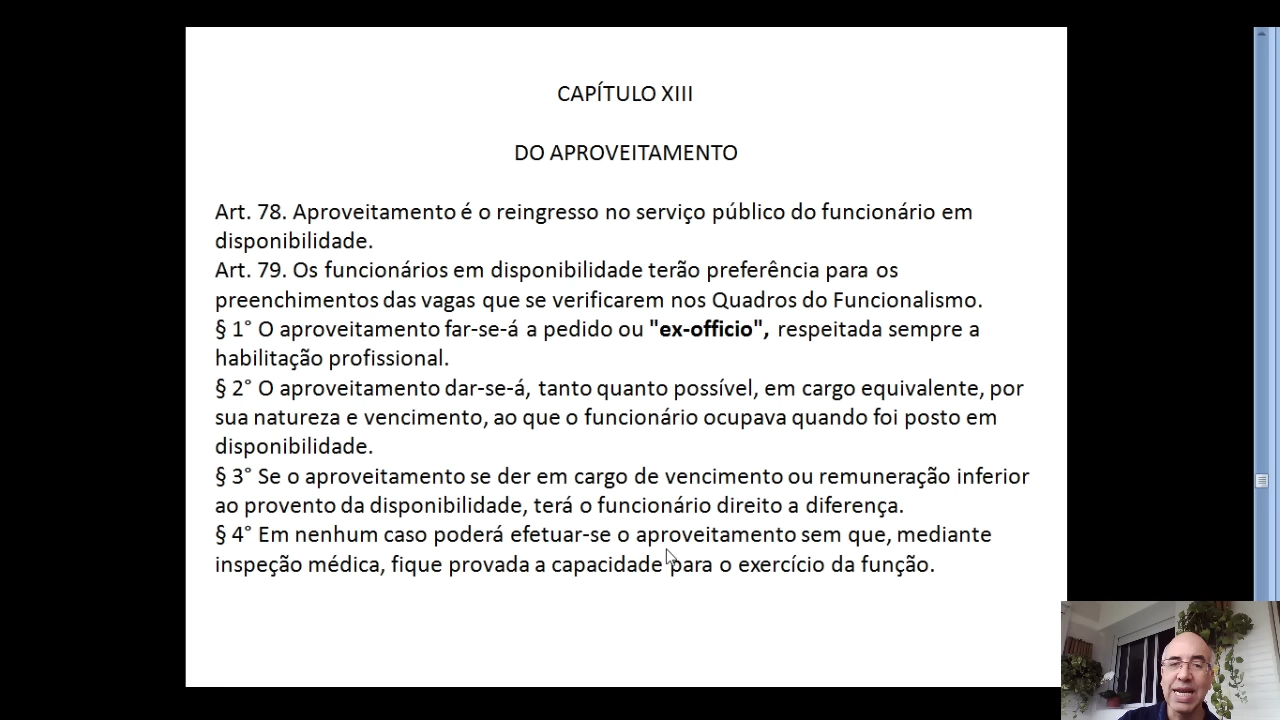 CAPÍTULO XIII
DO APROVEITAMENTO
Art. 78. Aproveitamento é o reingresso no serviço público do funcionário em
disponibilidade.
Art. 79. Os funcionários em disponibilidade terão preferência para os
preenchimentos das vagas que se verificarem nos Quadros do Funcionalismo.
§ 1° O aproveitamento far-se-á a pedido ou "ex-officio", respeitada sempre a
habilitação profissional.
§ 2° O aproveitamento dar-se-á, tanto quanto possível, em cargo equivalente, por
sua natureza e vencimento, ao que o funcionário ocupava quando foi posto em
disponibilidade.
§ 3° Se o aproveitamento se der em cargo de vencimento ou remuneração inferior
ao provento da disponibilidade, terá o funcionário direito a diferença.
§ 4° Em nenhum caso poderá efetuar-se o aproveitamento sem que, mediante
inspeção médica, fique provada a capacidade para o exercício da função.